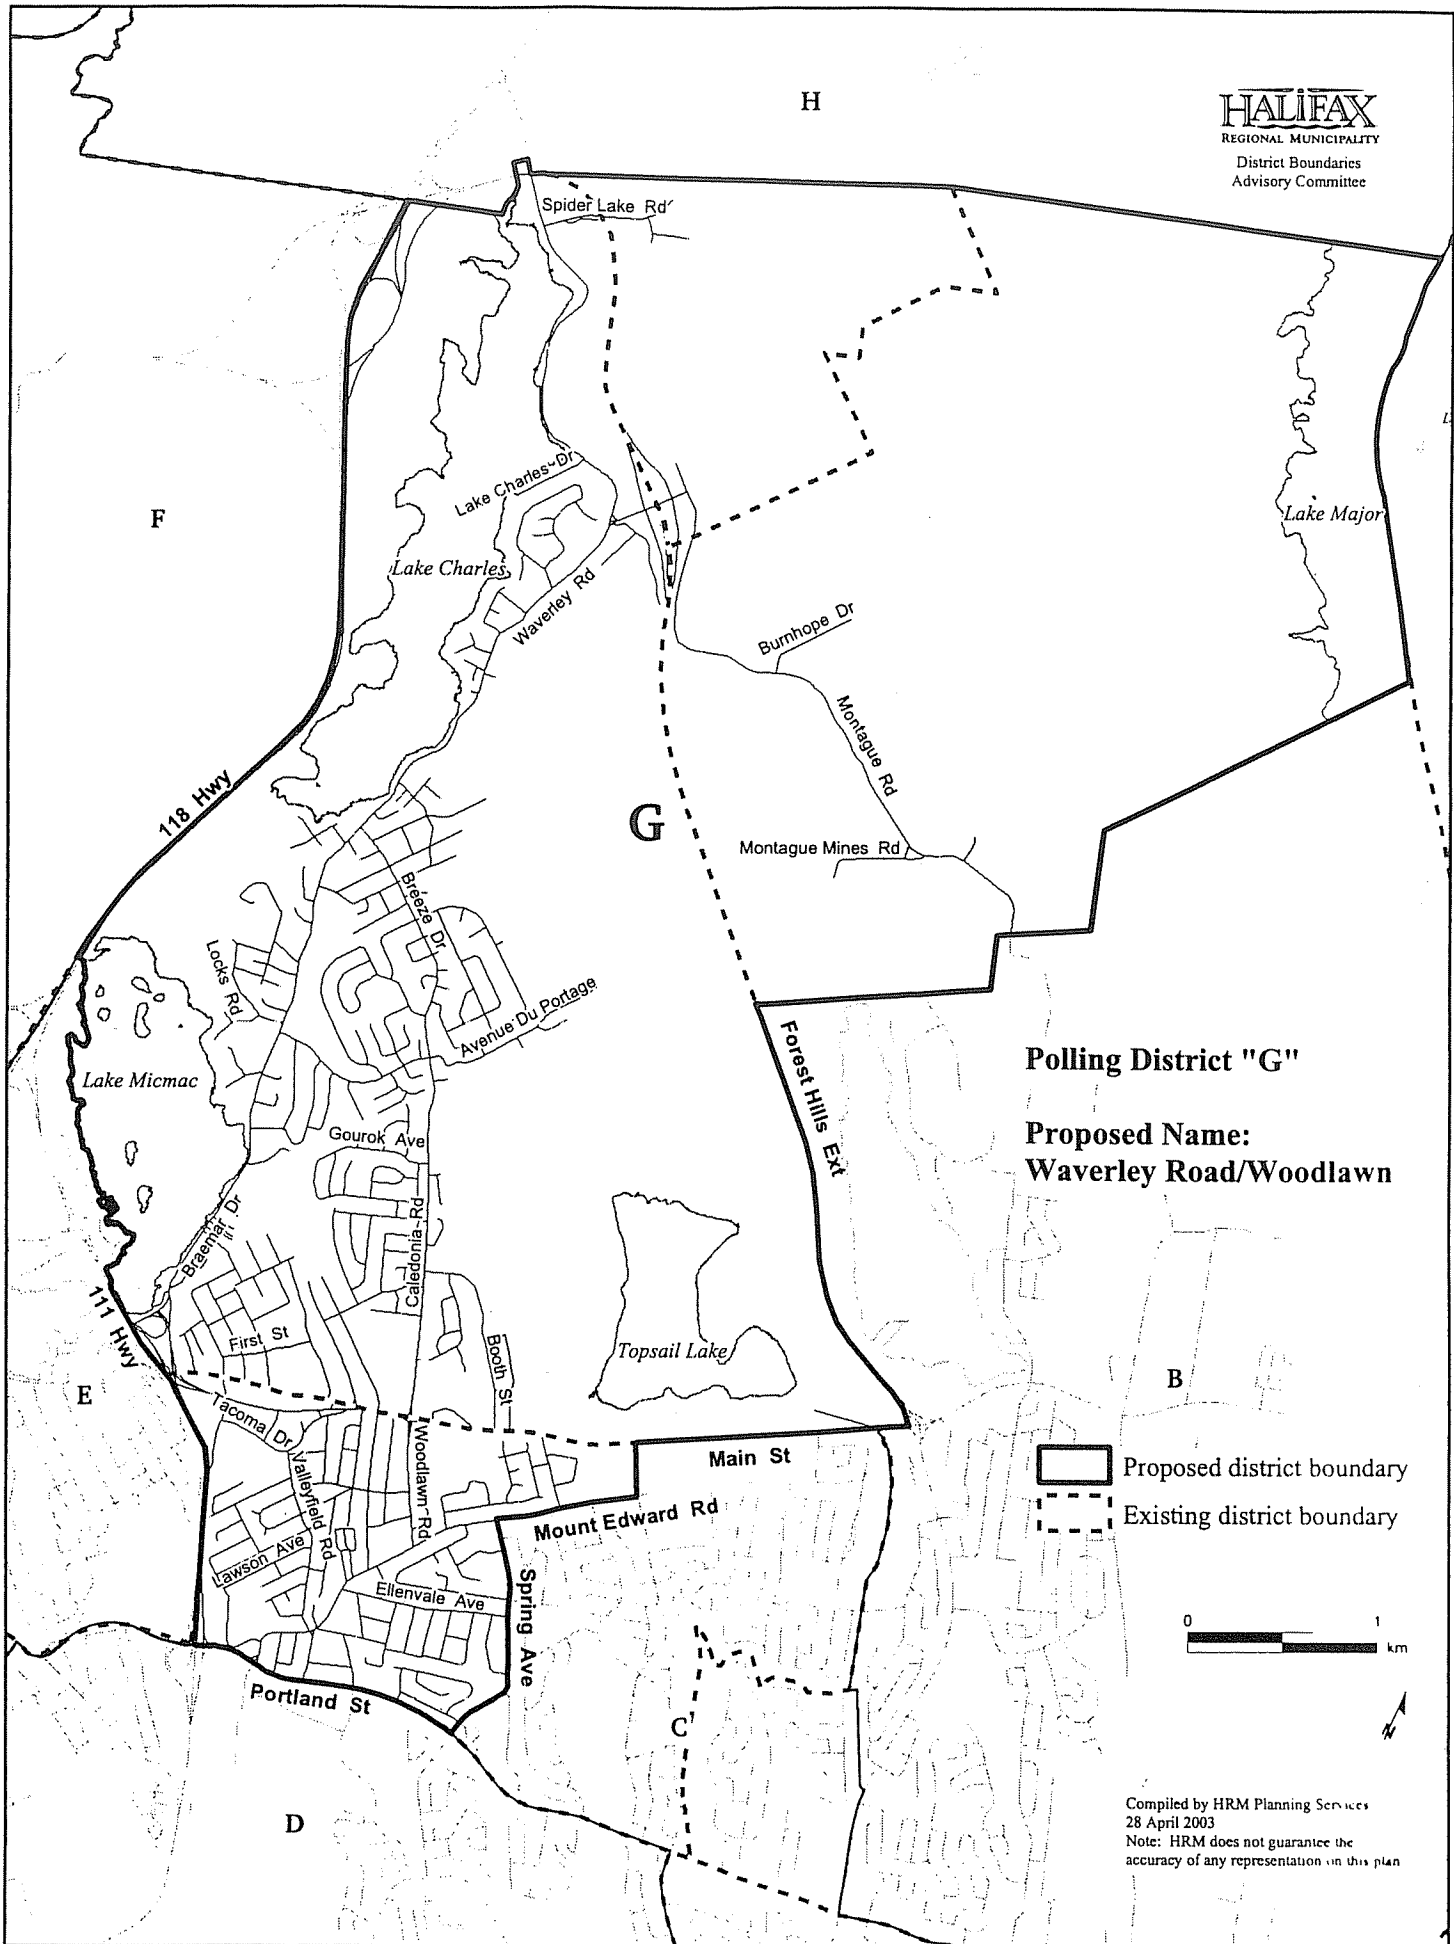 H
HALIFAX
REGIONAL MUNICIPALITY
District Boundaries
Advisory Committee
Spider Lake Rd
F
Lake Charles Dr
Lake Charles
Waverley Rd
Lake Major
Burnhope Dr
Montague Rd
118 Hwy
G
Montague Mines Rd
Breeze Dr
Locks Rd
Avenue Du Portage
Forest Hills Ext
Polling District "G"
Lake Micmac
Proposed Name:
Waverley Road/Woodlawn
Gourok Ave
Braemar Dr
Caledonia Rd
111 Hwy
First St
Booth St
Topsail Lake
E
B
Tacoma Dr
Valleyfield Rd
Woodlawn Rd
Main St
Proposed district boundary
Existing district boundary
Mount Edward Rd
Lawson Ave
Ellenvale Ave
Spring Ave
0 1
km
Portland St
C
N
D
Compiled by HRM Planning Services
28 April 2003
Note: HRM does not guarantee the
accuracy of any representation on this plan